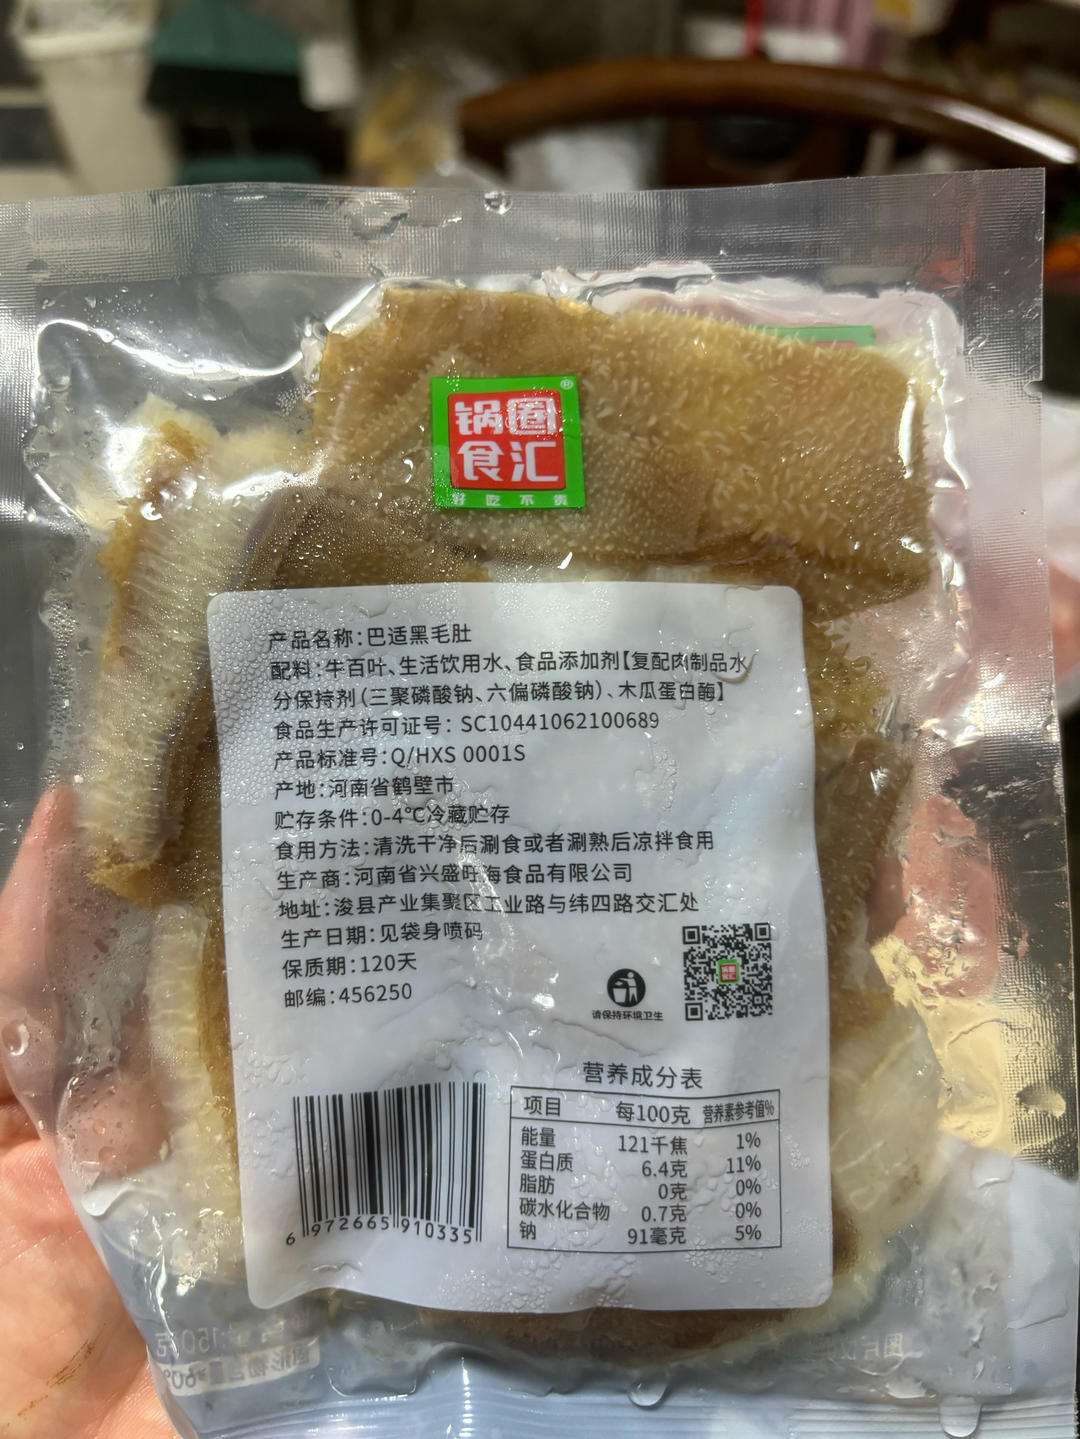 锅圈®
食汇
好吃不贵
产品名称：巴适黑毛肚
配料：牛百叶、生活饮用水、食品添加剂【复配肉制品水
分保持剂（三聚磷酸钠、六偏磷酸钠）、木瓜蛋白酶】
食品生产许可证号：SC10441062100689
产品标准号：Q/HXS 0001S
产地：河南省鹤壁市
贮存条件：0-4℃冷藏贮存
食用方法：清洗干净后涮食或者涮熟后凉拌食用
生产商：河南省兴盛旺海食品有限公司
地址：浚县产业集聚区工业路与纬四路交汇处
生产日期：见袋身喷码
保质期：120天
邮编：456250
请保持环境卫生
营养成分表
项目 每100克 营养素参考值%
能量 121千焦 1%
蛋白质 6.4克 11%
脂肪 0克 0%
碳水化合物 0.7克 0%
钠 91毫克 5%
6 972665 910335